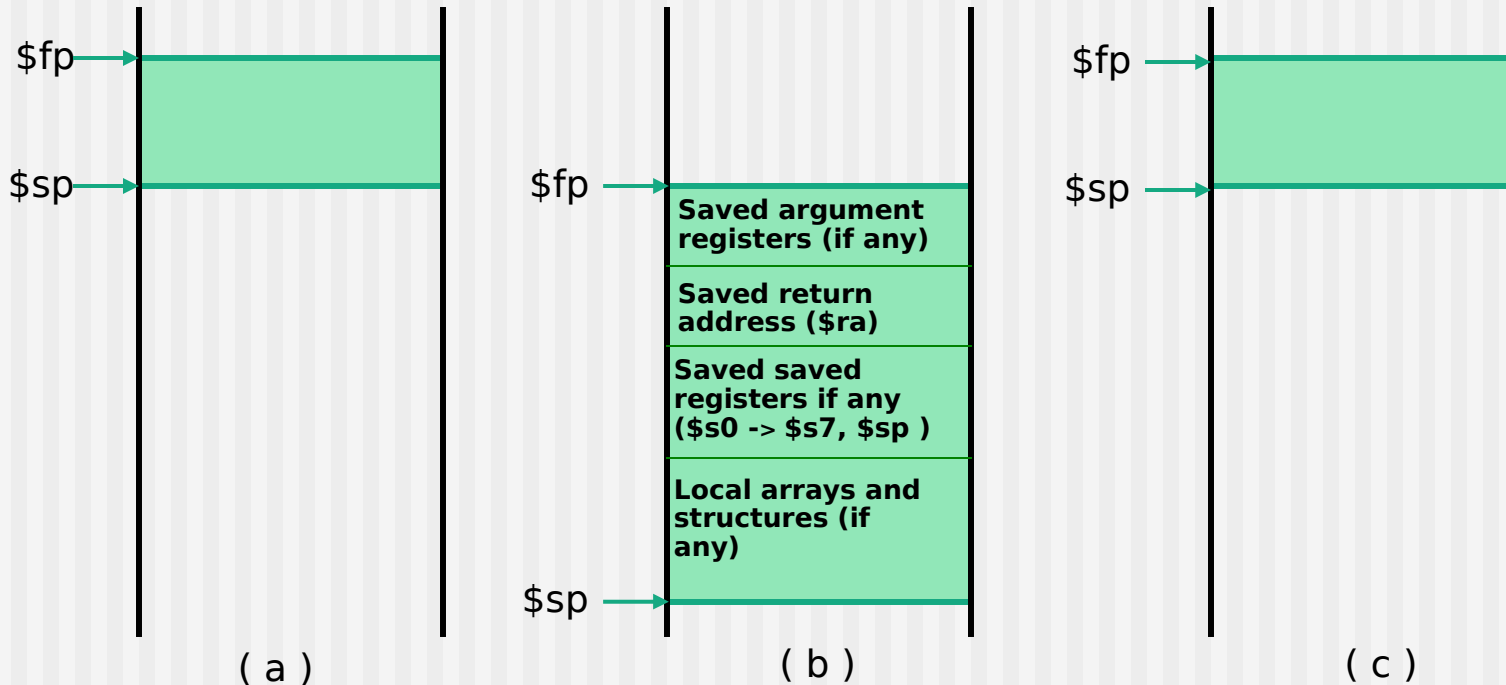 $fp
$sp
( a )
$fp
Saved argument
registers (if any)
Saved return
address ($ra)
Saved saved
registers if any
($s0 -> $s7, $sp )
Local arrays and
structures (if
any)
$sp
( b )
$fp
$sp
( c )